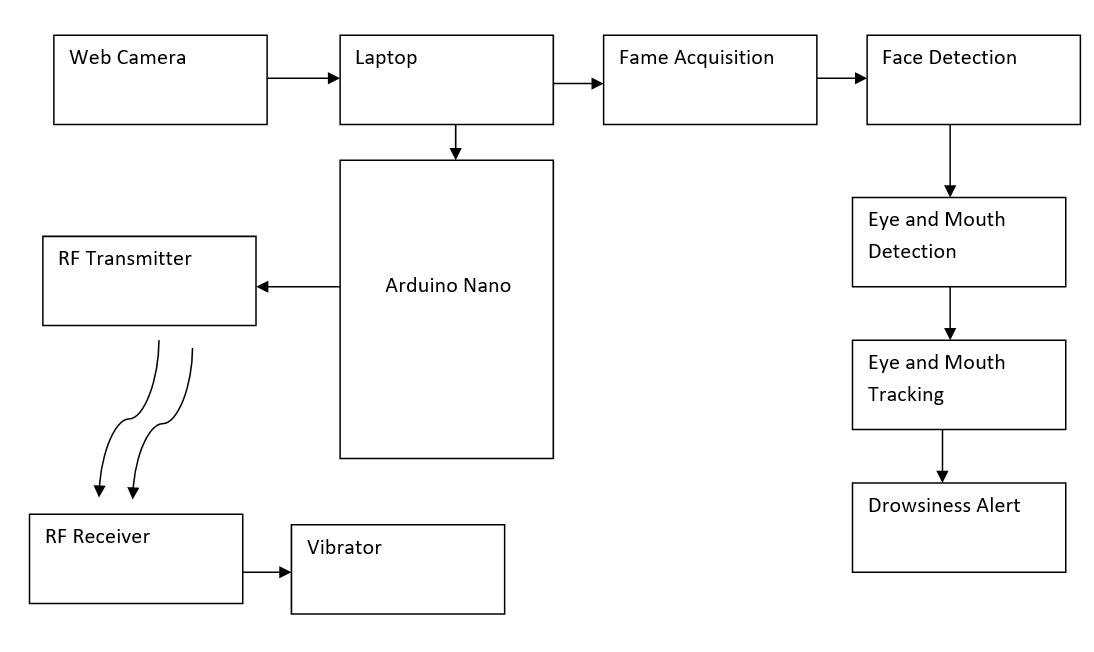 Web Camera
Laptop
Fame Acquisition
Face Detection
Eye and Mouth
Detection
RF Transmitter
Arduino Nano
Eye and Mouth
Tracking
Drowsiness Alert
RF Receiver
Vibrator